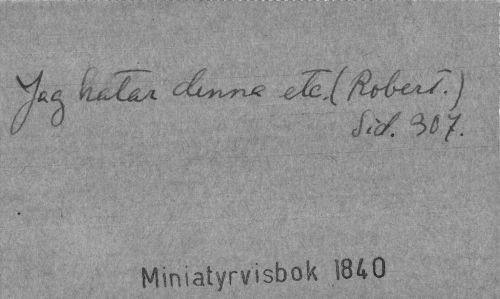 Jag hatar denna etc. (Robert.)
Sid. 307.
Miniatyrvisbok 1840